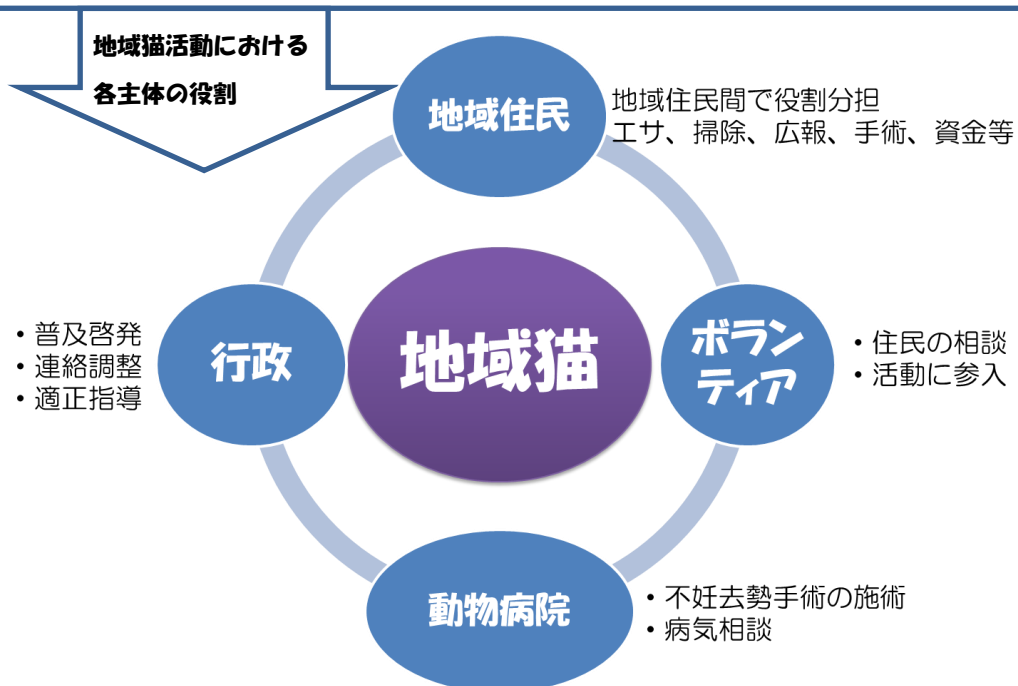 地域猫活動における
各主体の役割
地域住民
地域住民間で役割分担
エサ、掃除、広報、手術、資金等
・普及啓発
・連絡調整
・適正指導
行政
地域猫
ボラン
ティア
・住民の相談
・活動に参入
動物病院
・不妊去勢手術の施術
・病気相談